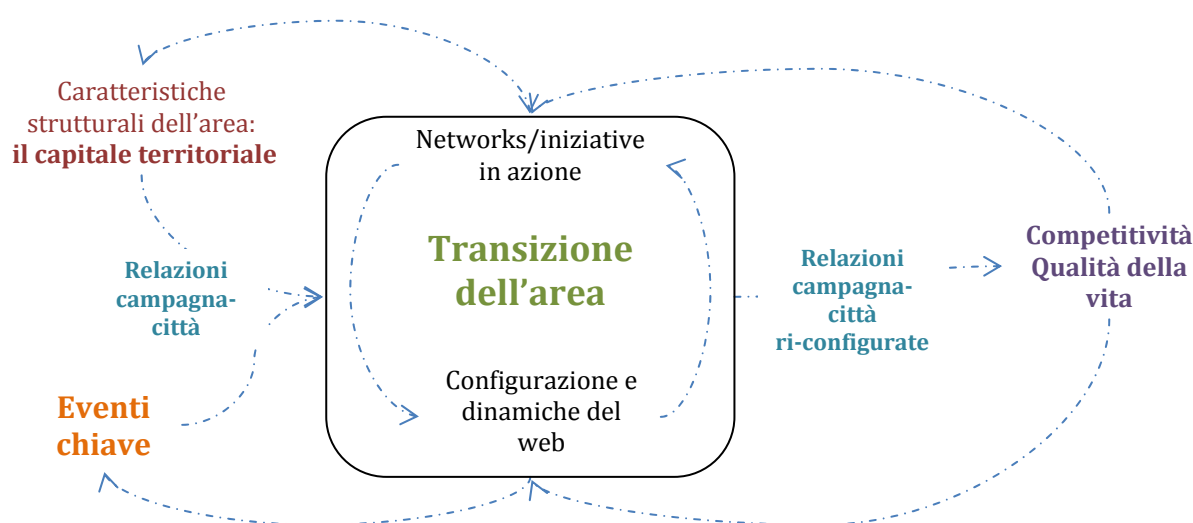 Caratteristiche
strutturali dell’area:
il capitale territoriale
Networks/iniziative
in azione
Transizione
dell’area
Relazioni
campagna-
città
Eventi
chiave
Configurazione e
dinamiche del
web
Relazioni
campagna-
città
ri-configurate
Competitività
Qualità della
vita